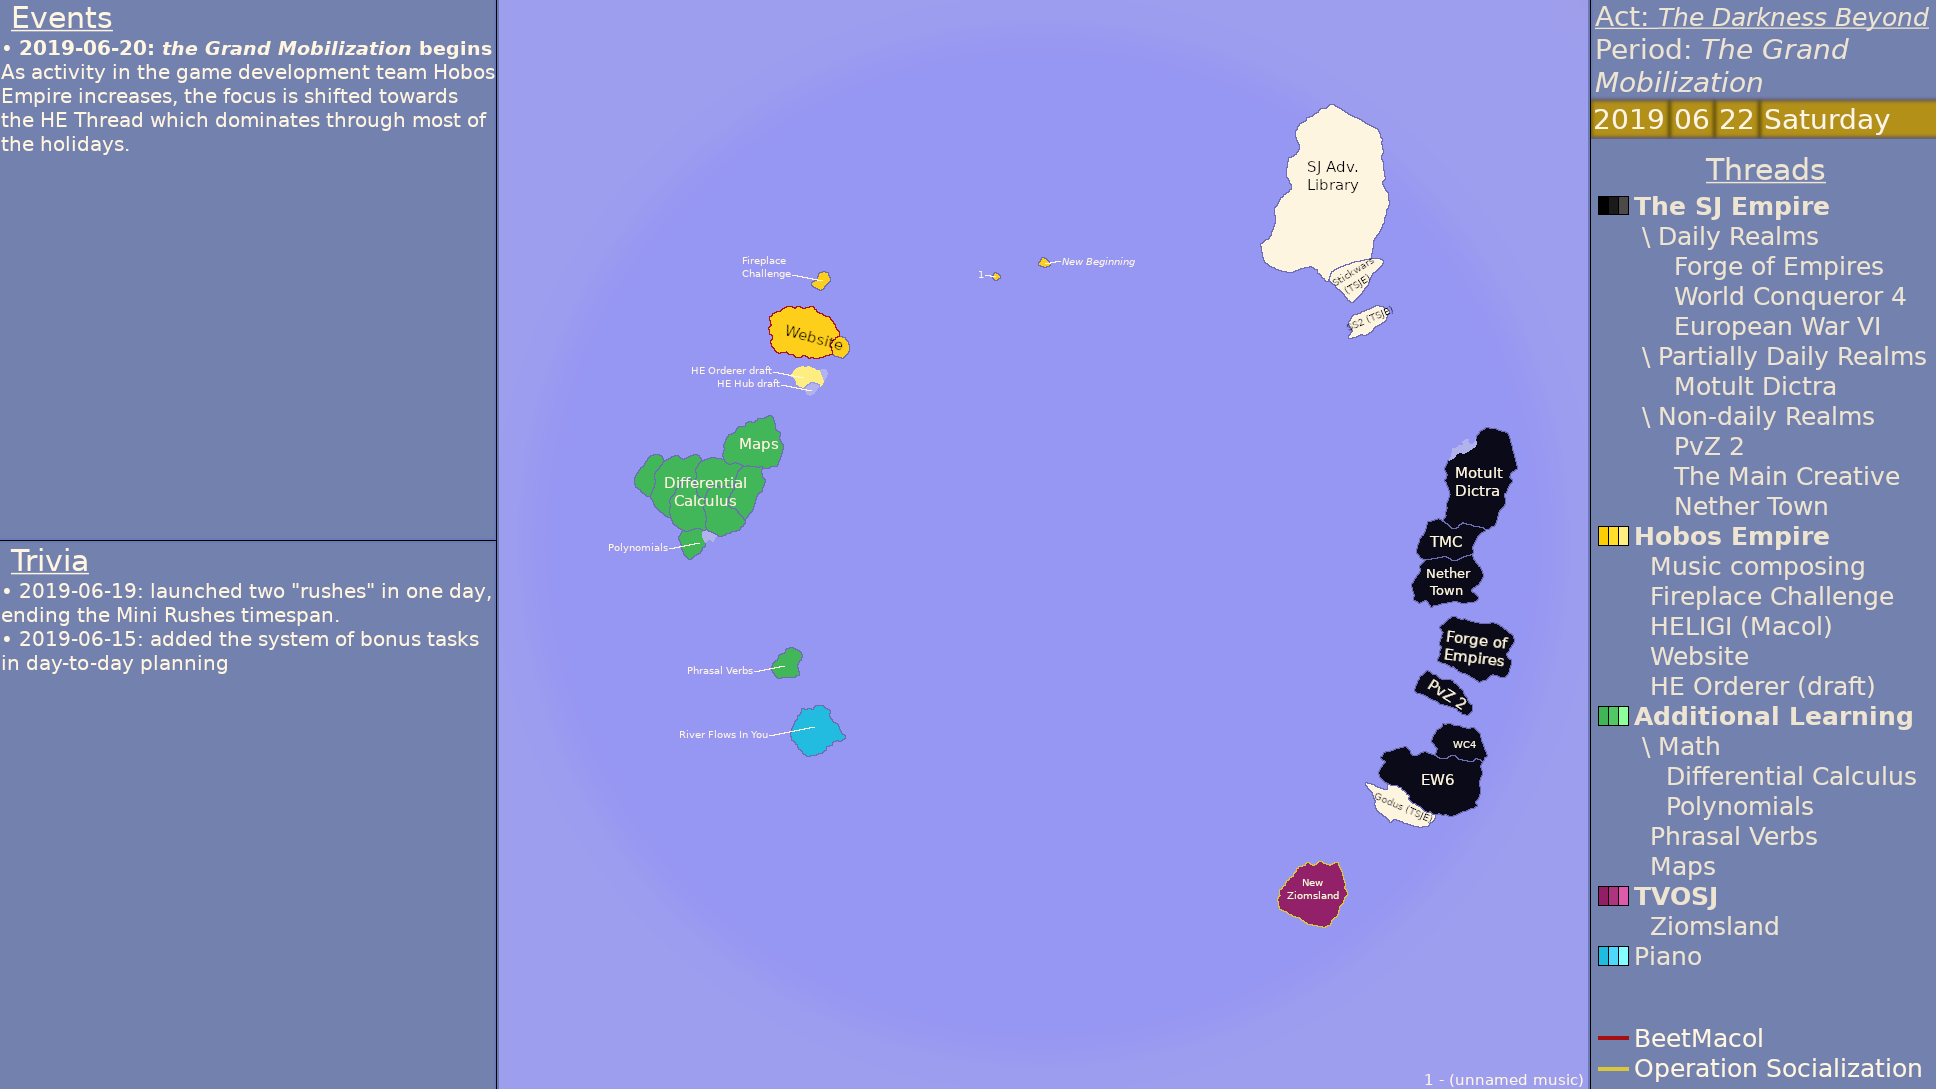 Events
• 2019-06-20: the Grand Mobilization begins
As activity in the game development team Hobos
Empire increases, the focus is shifted towards
the HE Thread which dominates through most of
the holidays.
Trivia
• 2019-06-19: launched two "rushes" in one day,
ending the Mini Rushes timespan.
• 2019-06-15: added the system of bonus tasks
in day-to-day planning
SJ Adv.
Library
Stickwars
(TSJE)
SS2 (TSJE)
Fireplace
Challenge
1
New Beginning
Website
HE Orderer draft
HE Hub draft
Maps
Differential
Calculus
Polynomials
Phrasal Verbs
River Flows In You
Motult
Dictra
TMC
Nether
Town
Forge of
Empires
PvZ 2
WC4
EW6
Godus (TSJE)
New
Ziomsland
1 - (unnamed music)
Act: The Darkness Beyond
Period: The Grand
Mobilization
2019 06 22 Saturday
Threads
The SJ Empire
\ Daily Realms
Forge of Empires
World Conqueror 4
European War VI
\ Partially Daily Realms
Motult Dictra
\ Non-daily Realms
PvZ 2
The Main Creative
Nether Town
Hobos Empire
Music composing
Fireplace Challenge
HELIGI (Macol)
Website
HE Orderer (draft)
Additional Learning
\ Math
Differential Calculus
Polynomials
Phrasal Verbs
Maps
TVOSJ
Ziomsland
Piano
BeetMacol
Operation Socialization